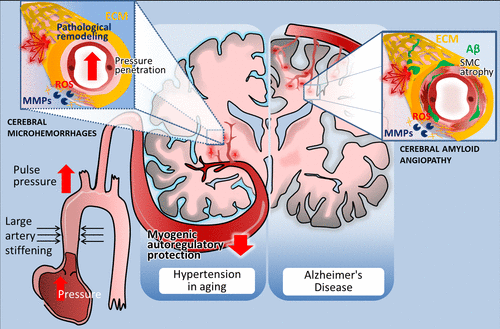 ECM
Pathological
remodeling
Pressure
penetration
ROS
MMPs
CEREBRAL
MICROHEMORRHAGES
ECM
Aβ
SMC
atrophy
ROS
MMPs
CEREBRAL AMYLOID
ANGIOPATHY
Pulse
pressure
Large
artery
stiffening
Pressure
Myogenic
autoregulatory
protection
Hypertension
in aging
Alzheimer's
Disease